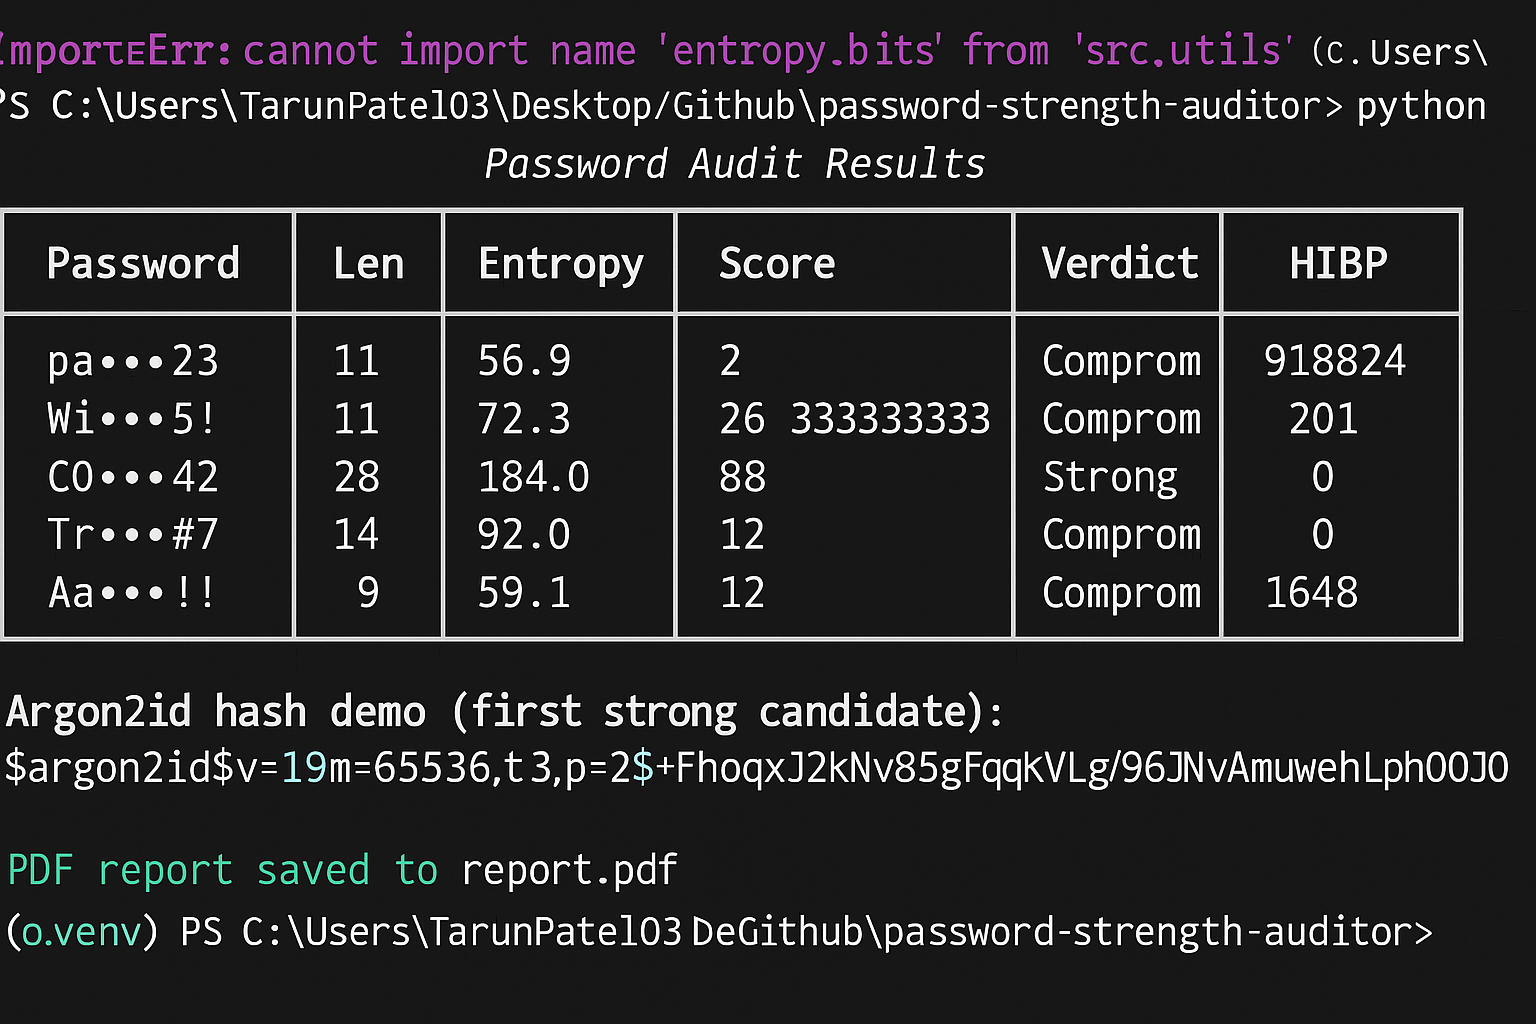 ImportEErr: cannot import name 'entropy.bits' from 'src.utils' (c. Users\
PS C:\Users\TarunPatel03\Desktop/Github\password-strength-auditor> python
Password Audit Results
Password Len Entropy Score Verdict HIBP
pa•••23 11 56.9 2 Comprom 918824
Wi•••5! 11 72.3 26 333333333 Comprom 201
CO•••42 28 184.0 88 Strong 0
Tr•••#7 14 92.0 12 Comprom 0
Aa•••!! 9 59.1 12 Comprom 1648
Argon2id hash demo (first strong candidate):
$argon2id$v=19m=65536,t3,p=2$+FhoqxJ2kNv85gFqqkVLg/96JNvAmuwehLphOOJO
PDF report saved to report.pdf
(o.venv) PS C:\Users\TarunPatel03 DeGithub\password-strength-auditor>